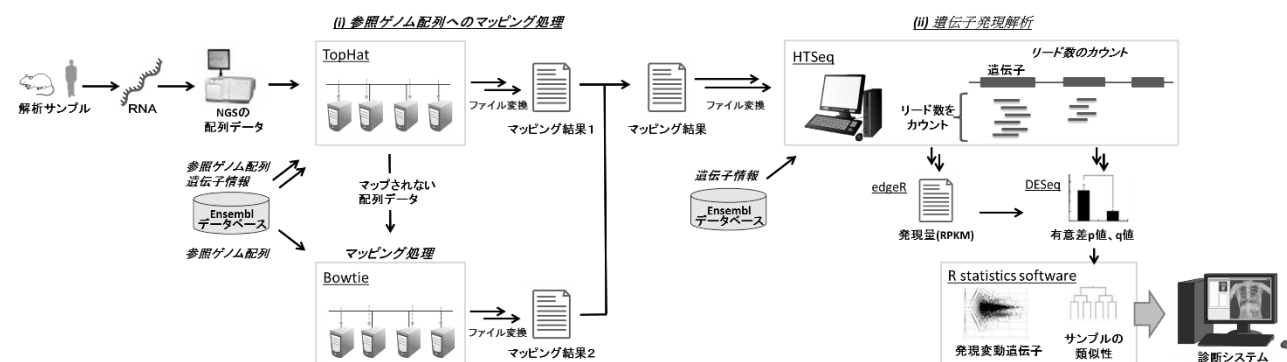 (i) 参照ゲノム配列へのマッピング処理
TopHat
解析サンプル
RNA
NGSの
配列データ
ファイル変換
マッピング結果1
マッピング結果
ファイル変換
参照ゲノム配列
遺伝子情報
Ensembl
データベース
参照ゲノム配列
マップされない
配列データ
マッピング処理
Bowtie
ファイル変換
マッピング結果2
(ii) 遺伝子発現解析
HTSeq
リード数のカウント
遺伝子
リード数を
カウント
遺伝子情報
Ensembl
データベース
edgeR
発現量(RPKM)
DESeq
有意差p値、q値
R statistics software
発現変動遺伝子
サンプルの
類似性
診断システム